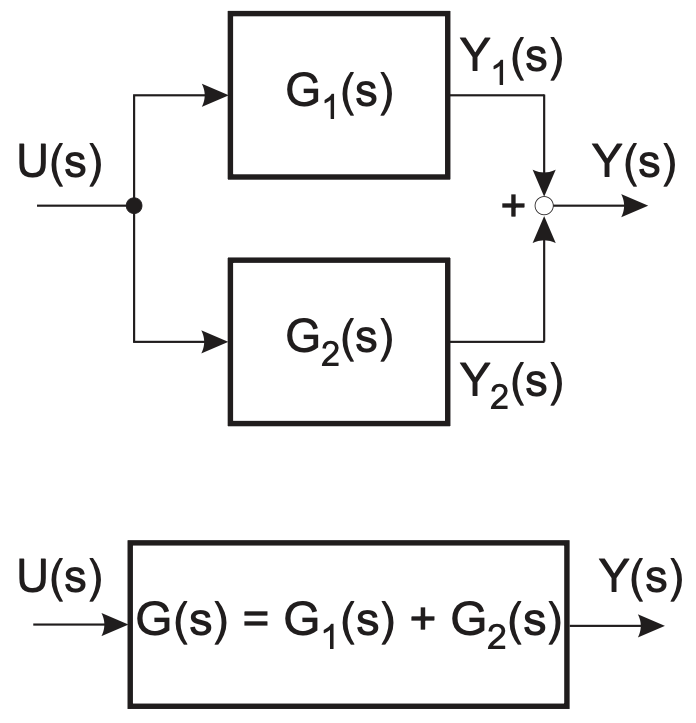 Y₁(s)
G₁(s)
U(s)
Y(s)
+
G₂(s)
Y₂(s)
U(s)
Y(s)
G(s) = G₁(s) + G₂(s)